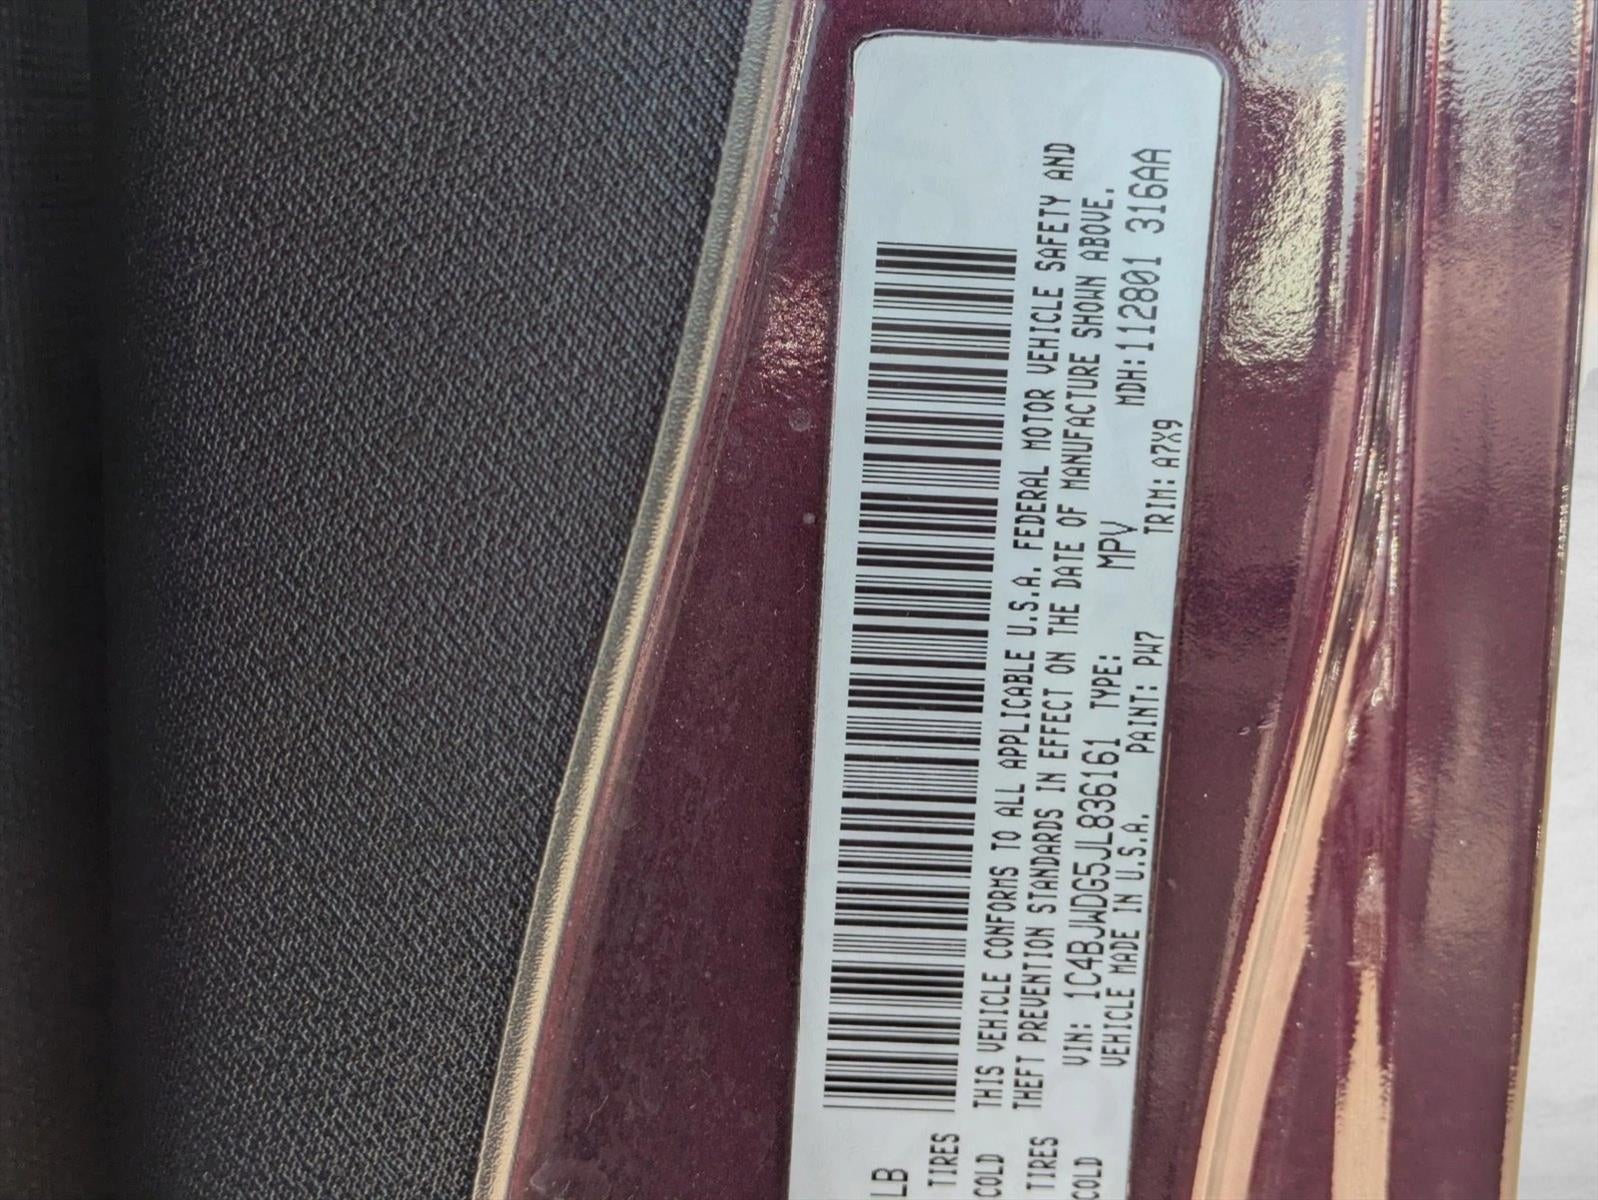 LB
TIRES
COLD
TIRES
COLD
THIS VEHICLE CONFORMS TO ALL APPLICABLE U.S.A. FEDERAL MOTOR VEHICLE SAFETY AND
THEFT PREVENTION STANDARDS IN EFFECT ON THE DATE OF MANUFACTURE SHOWN ABOVE.
VIN: 1C4BJWDG5JL836161 TYPE: MPV MDH:112801 316AA
VEHICLE MADE IN U.S.A. PAINT: PW7 TRIM: A7X9